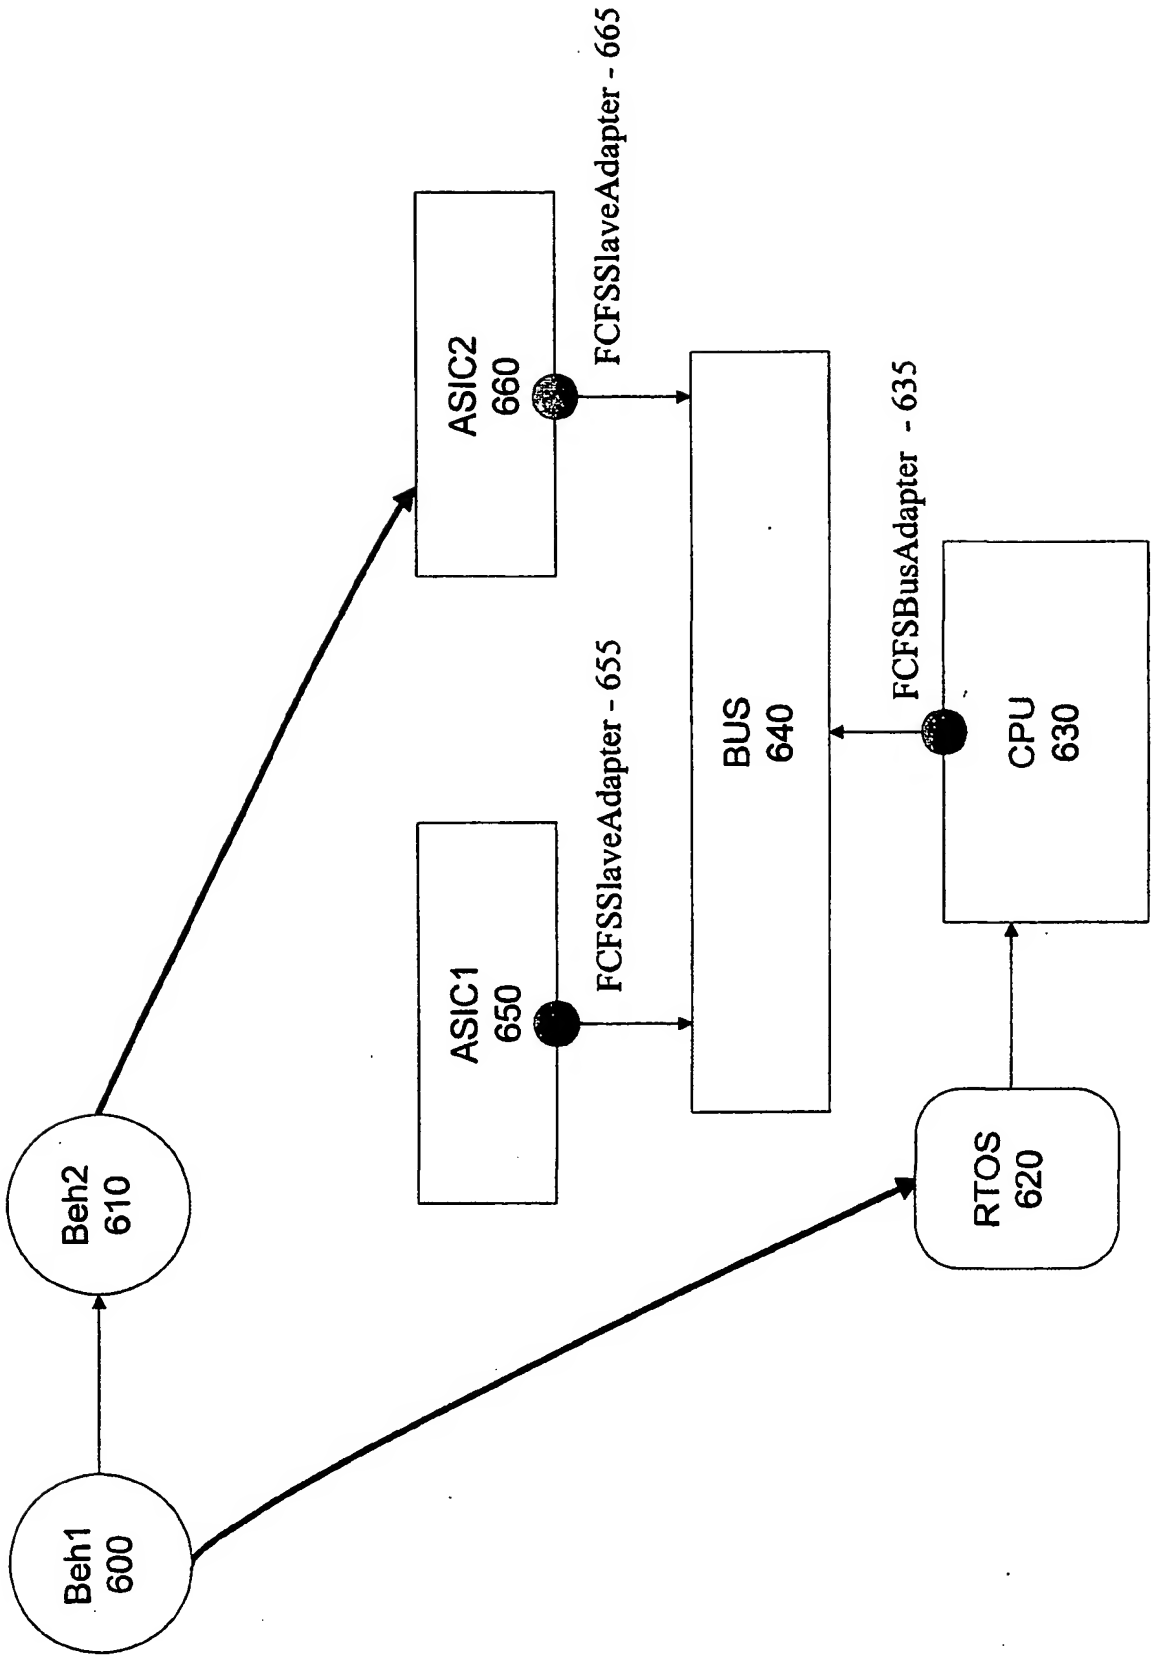 Beh1
600
Beh2
610
ASIC1
650
ASIC2
660
FCFSSlaveAdapter - 655
FCFSSlaveAdapter - 665
BUS
640
FCFSBusAdapter - 635
RTOS
620
CPU
630